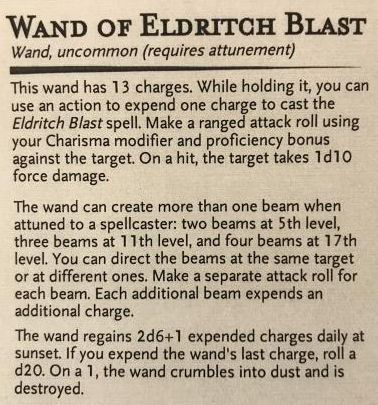 WAND OF ELDRITCH BLAST
Wand, uncommon (requires attunement)
This wand has 13 charges. While holding it, you can
use an action to expend one charge to cast the
Eldritch Blast spell. Make a ranged attack roll using
your Charisma modifier and proficiency bonus
against the target. On a hit, the target takes 1d10
force damage.
The wand can create more than one beam when
attuned to a spellcaster: two beams at 5th level,
three beams at 11th level, and four beams at 17th
level. You can direct the beams at the same target
or at different ones. Make a separate attack roll for
each beam. Each additional beam expends an
additional charge.
The wand regains 2d6+1 expended charges daily at
sunset. If you expend the wand's last charge, roll a
d20. On a 1, the wand crumbles into dust and is
destroyed.